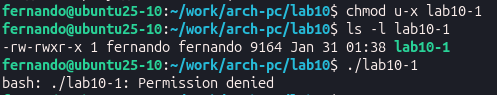 fernando@ubuntu25-10:~/work/arch-pc/lab10$ chmod u-x lab10-1
fernando@ubuntu25-10:~/work/arch-pc/lab10$ ls -l lab10-1
-rw-rwxr-x 1 fernando fernando 9164 Jan 31 01:38 lab10-1
fernando@ubuntu25-10:~/work/arch-pc/lab10$ ./lab10-1
bash: ./lab10-1: Permission denied